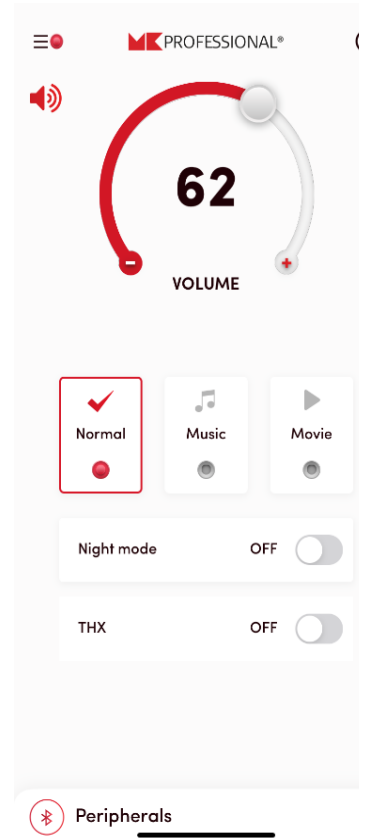 MK PROFESSIONAL®
62
VOLUME
Normal Music Movie
Night mode OFF
THX OFF
Peripherals